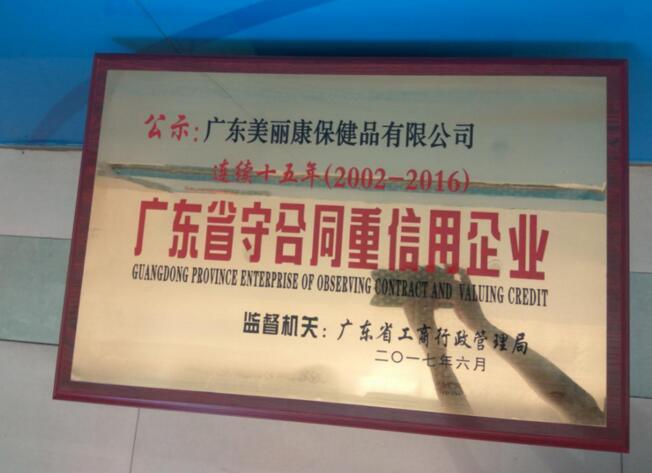 公示：广东美丽康保健品有限公司
连续十五年(2002-2016)
广东省守合同重信用企业
GUANGDONG PROVINCE ENTERPRISE OF OBSERVING CONTRACT AND VALUING CREDIT
监督机关：广东省工商行政管理局
二〇一七年六月